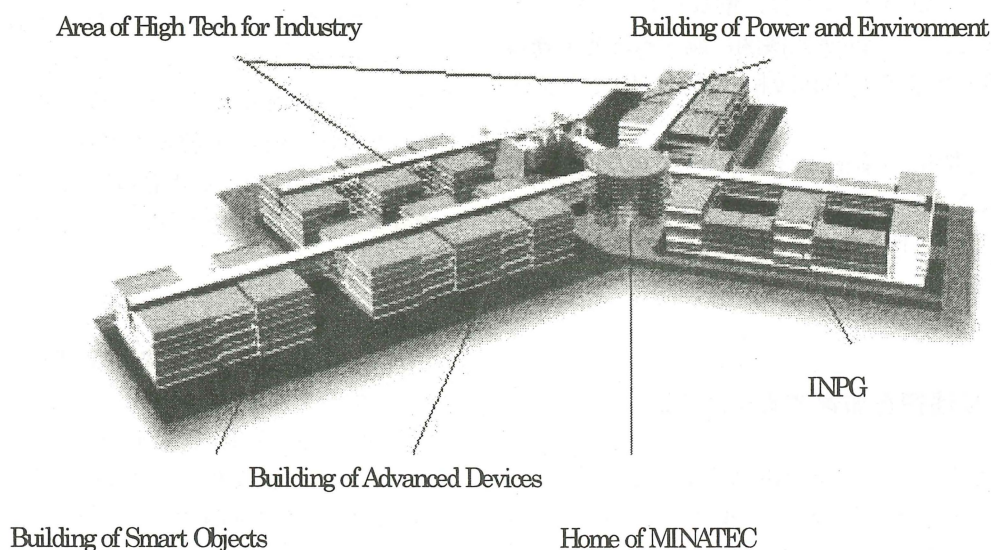 Area of High Tech for Industry
Building of Power and Environment
INPG
Building of Advanced Devices
Building of Smart Objects
Home of MINATEC